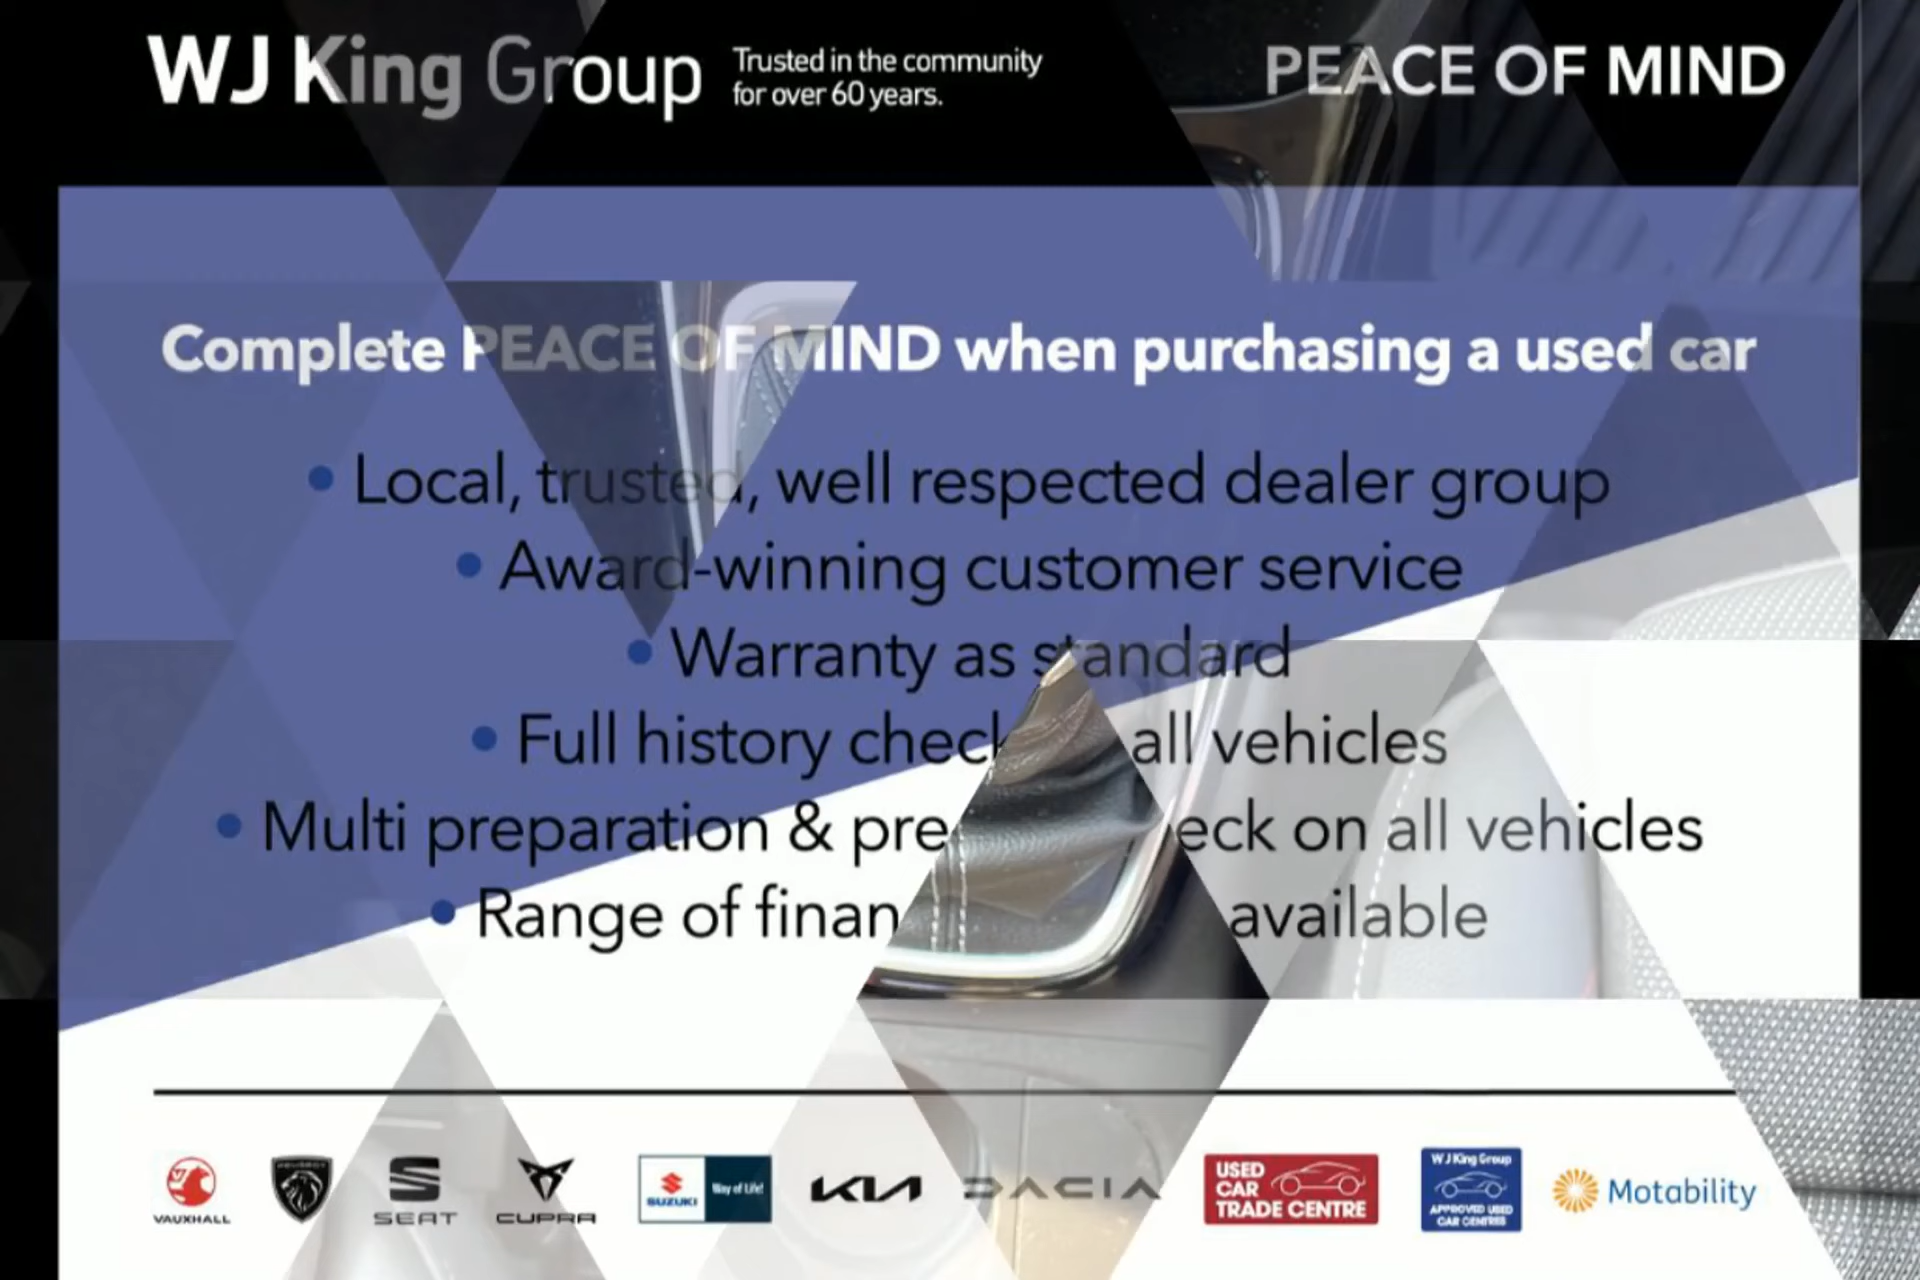 WJ King Group
Trusted in the community
for over 60 years.
PEACE OF MIND
Complete PEACE OF MIND when purchasing a used car
• Local, trusted, well respected dealer group
• Award-winning customer service
• Warranty as standard
• Full history check all vehicles
• Multi preparation & pre eck on all vehicles
• Range of finan available
VAUXHALL
PEUGEOT
SEAT
CUPRA
SUZUKI
Way of Life!
KIA
DACIA
USED
CAR
TRADE CENTRE
WJ King Group
APPROVED USED
CAR CENTRES
Motability